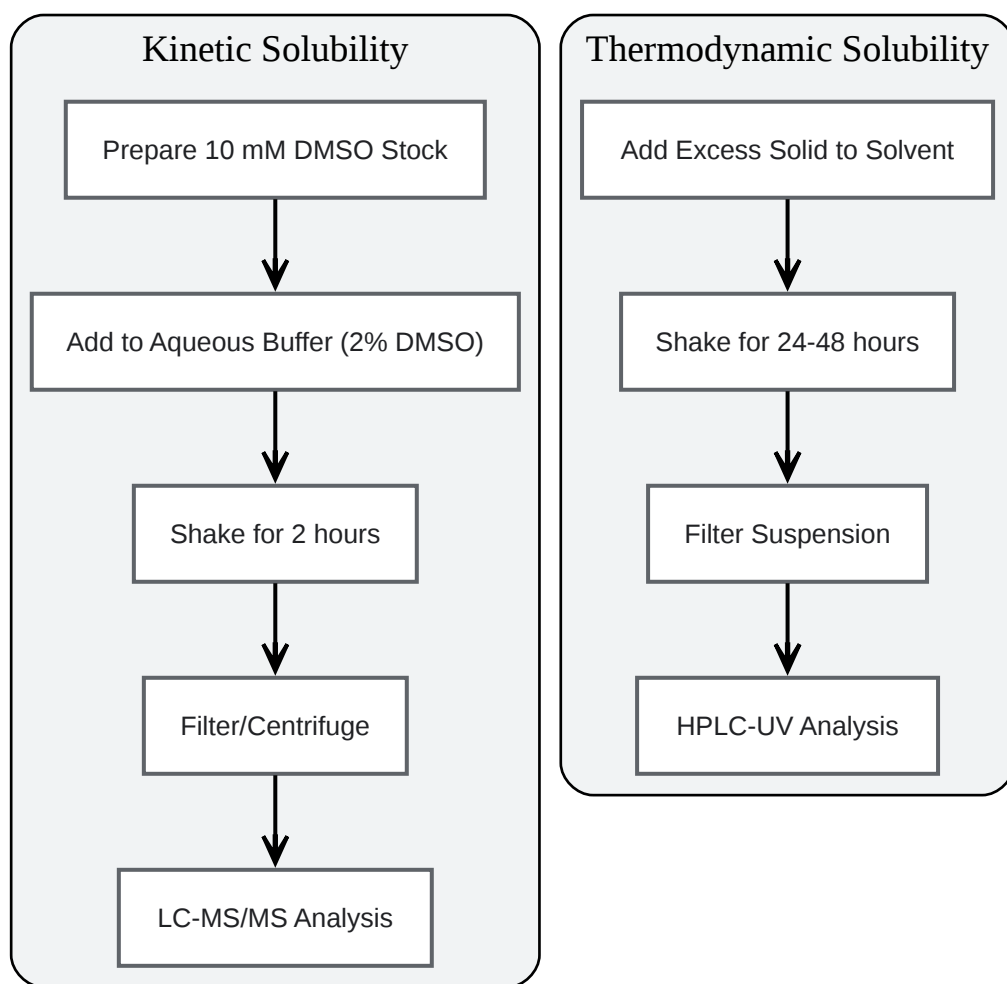 Kinetic Solubility
Prepare 10 mM DMSO Stock
Add to Aqueous Buffer (2% DMSO)
Shake for 2 hours
Filter/Centrifuge
LC-MS/MS Analysis
Thermodynamic Solubility
Add Excess Solid to Solvent
Shake for 24-48 hours
Filter Suspension
HPLC-UV Analysis